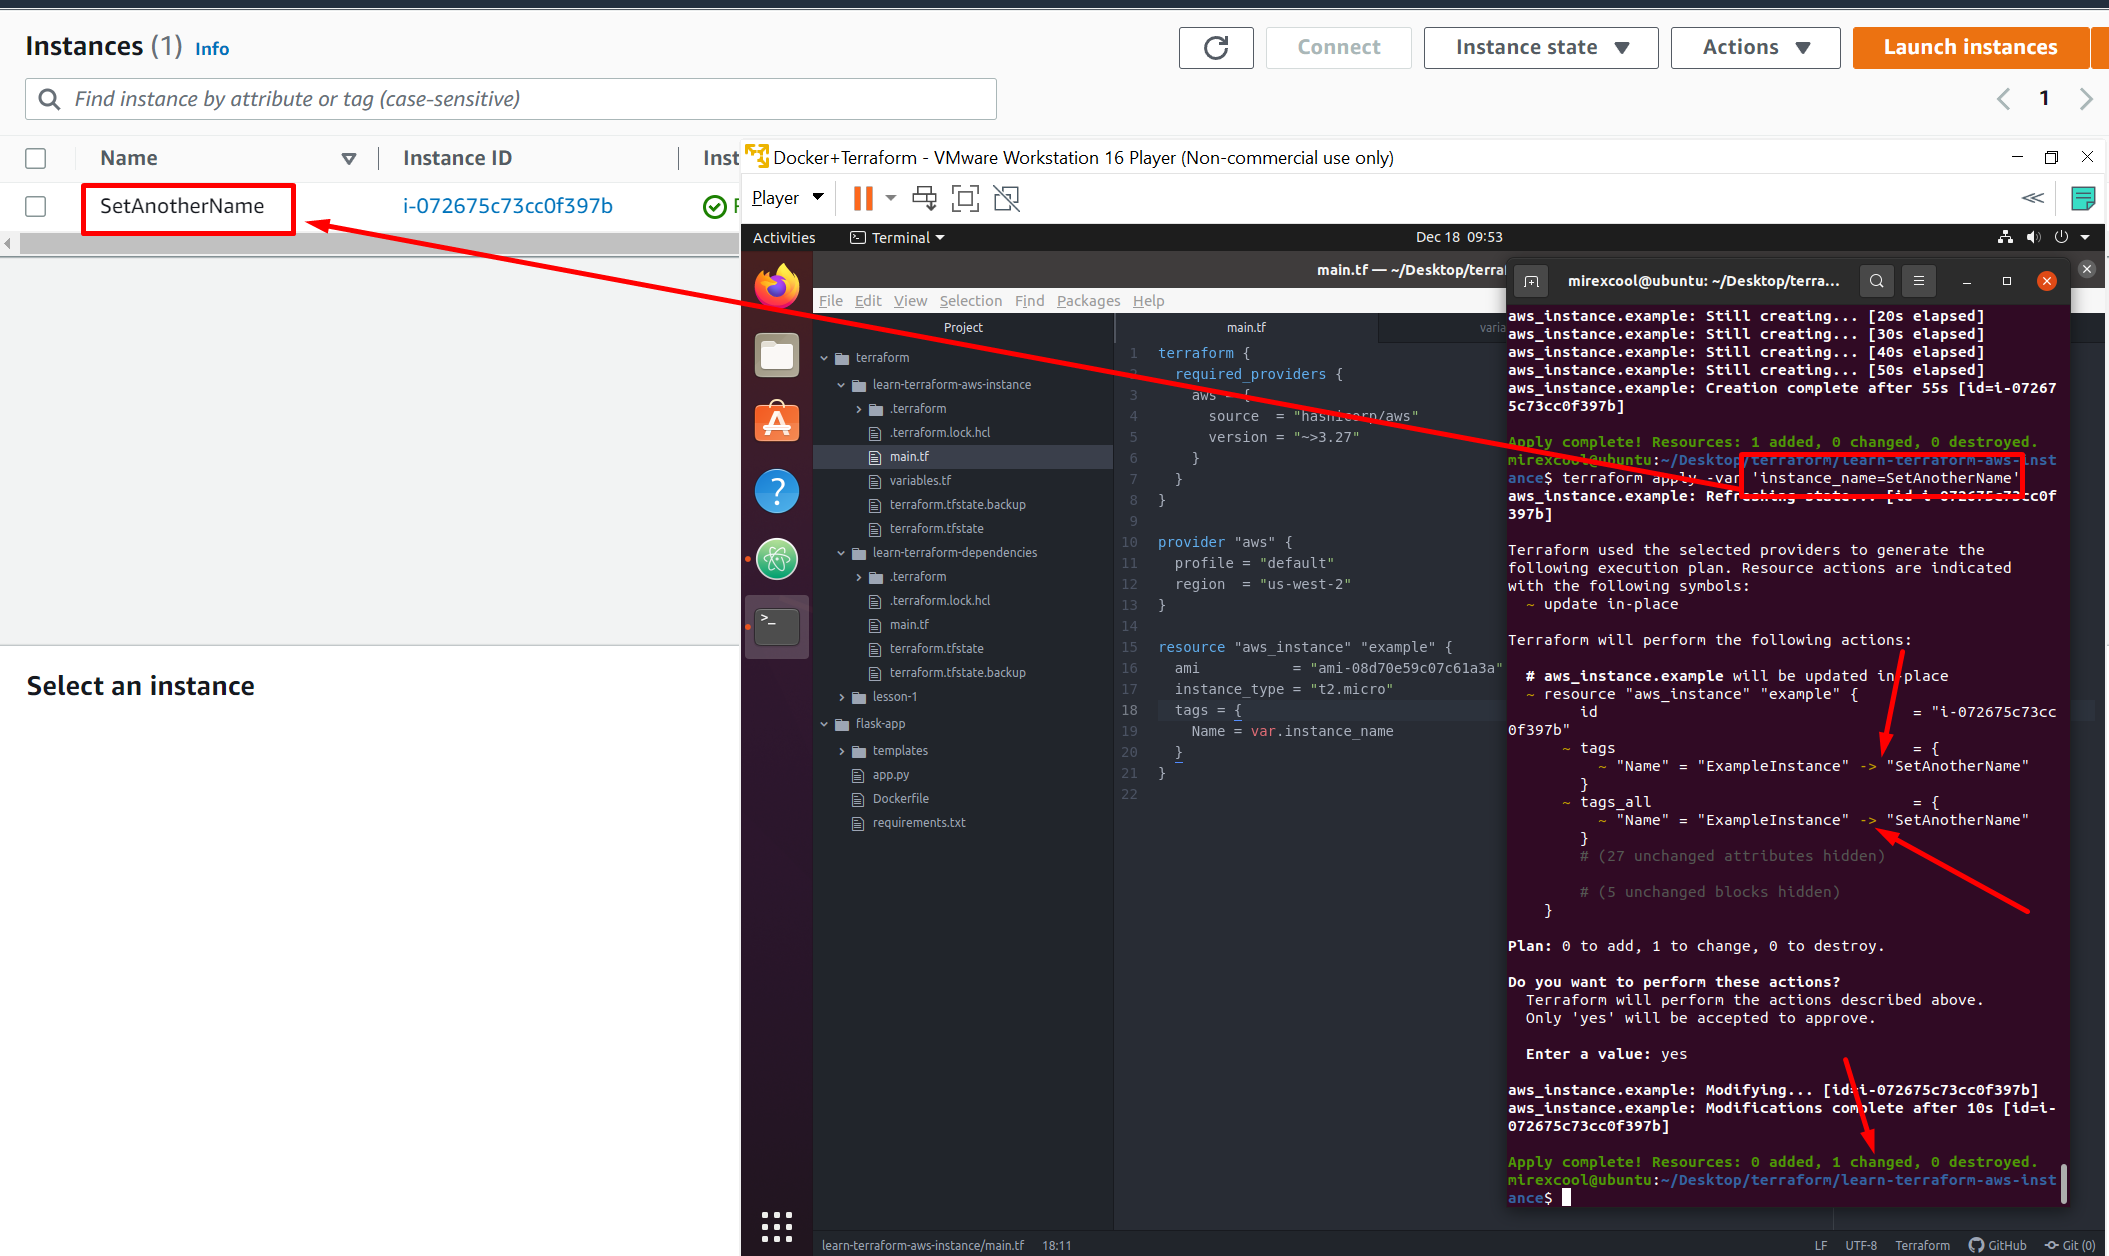 Instances (1) Info
Connect
Instance state
Actions
Launch instances
Find instance by attribute or tag (case-sensitive)
1
Name
Instance ID
Inst
SetAnotherName
i-072675c73cc0f397b
Select an instance
Docker+Terraform - VMware Workstation 16 Player (Non-commercial use only)
Player
Activities
Terminal
Dec 18 09:53
main.tf — ~/Desktop/terra
File Edit View Selection Find Packages Help
Project
terraform
learn-terraform-aws-instance
.terraform
.terraform.lock.hcl
main.tf
variables.tf
terraform.tfstate.backup
terraform.tfstate
learn-terraform-dependencies
.terraform
.terraform.lock.hcl
main.tf
terraform.tfstate
terraform.tfstate.backup
lesson-1
flask-app
templates
app.py
Dockerfile
requirements.txt
main.tf
varia
1 terraform {
2 required_providers {
3 aws = {
4 source = "hashicorp/aws"
5 version = "~>3.27"
6 }
7 }
8 }
9
10 provider "aws" {
11 profile = "default"
12 region = "us-west-2"
13 }
14
15 resource "aws_instance" "example" {
16 ami = "ami-08d70e59c07c61a3a"
17 instance_type = "t2.micro"
18 tags = {
19 Name = var.instance_name
20 }
21 }
22
mirexcool@ubuntu: ~/Desktop/terra...
aws_instance.example: Still creating... [20s elapsed]
aws_instance.example: Still creating... [30s elapsed]
aws_instance.example: Still creating... [40s elapsed]
aws_instance.example: Still creating... [50s elapsed]
aws_instance.example: Creation complete after 55s [id=i-07267
5c73cc0f397b]
Apply complete! Resources: 1 added, 0 changed, 0 destroyed.
mirexcool@ubuntu:~/Desktop/terraform/learn-terraform-aws-inst
ance$ terraform apply -var 'instance_name=SetAnotherName'
aws_instance.example: Refreshing state... [id=i-072675c73cc0f
397b]
Terraform used the selected providers to generate the
following execution plan. Resource actions are indicated
with the following symbols:
~ update in-place
Terraform will perform the following actions:
# aws_instance.example will be updated in-place
~ resource "aws_instance" "example" {
id = "i-072675c73cc
0f397b"
~ tags = {
~ "Name" = "ExampleInstance" -> "SetAnotherName"
}
~ tags_all = {
~ "Name" = "ExampleInstance" -> "SetAnotherName"
}
# (27 unchanged attributes hidden)
# (5 unchanged blocks hidden)
}
Plan: 0 to add, 1 to change, 0 to destroy.
Do you want to perform these actions?
Terraform will perform the actions described above.
Only 'yes' will be accepted to approve.
Enter a value: yes
aws_instance.example: Modifying... [id=i-072675c73cc0f397b]
aws_instance.example: Modifications complete after 10s [id=i-
072675c73cc0f397b]
Apply complete! Resources: 0 added, 1 changed, 0 destroyed.
mirexcool@ubuntu:~/Desktop/terraform/learn-terraform-aws-inst
ance$
learn-terraform-aws-instance/main.tf 18:11
LF UTF-8 Terraform GitHub Git (0)